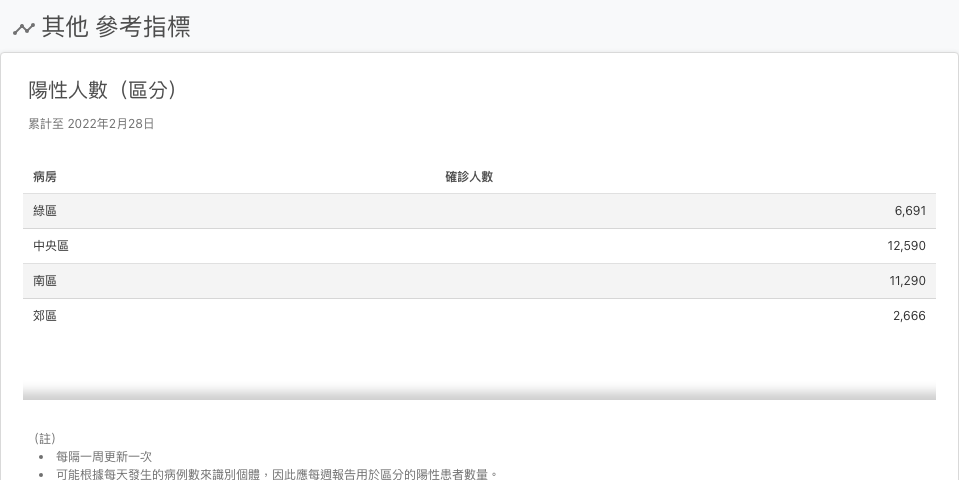 其他 參考指標
陽性人數（區分）
累計至 2022年2月28日
病房 確診人數
綠區 6,691
中央區 12,590
南區 11,290
郊區 2,666
（註）
每隔一周更新一次
可能根據每天發生的病例數來識別個體，因此應每週報告用於區分的陽性患者數量。